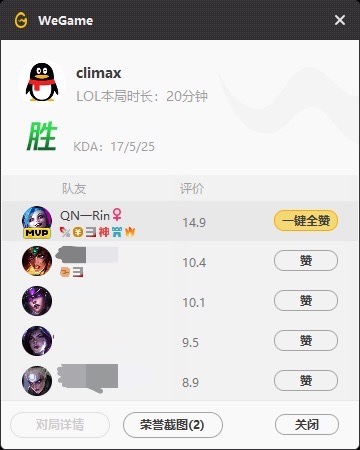 WeGame
climax
LOL本局时长：20分钟
胜
KDA：17/5/25
队友 评价
QN一Rin 14.9 一键全赞
MVP 神
10.4 赞
10.1 赞
9.5 赞
8.9 赞
对局详情 荣誉截图(2) 关闭